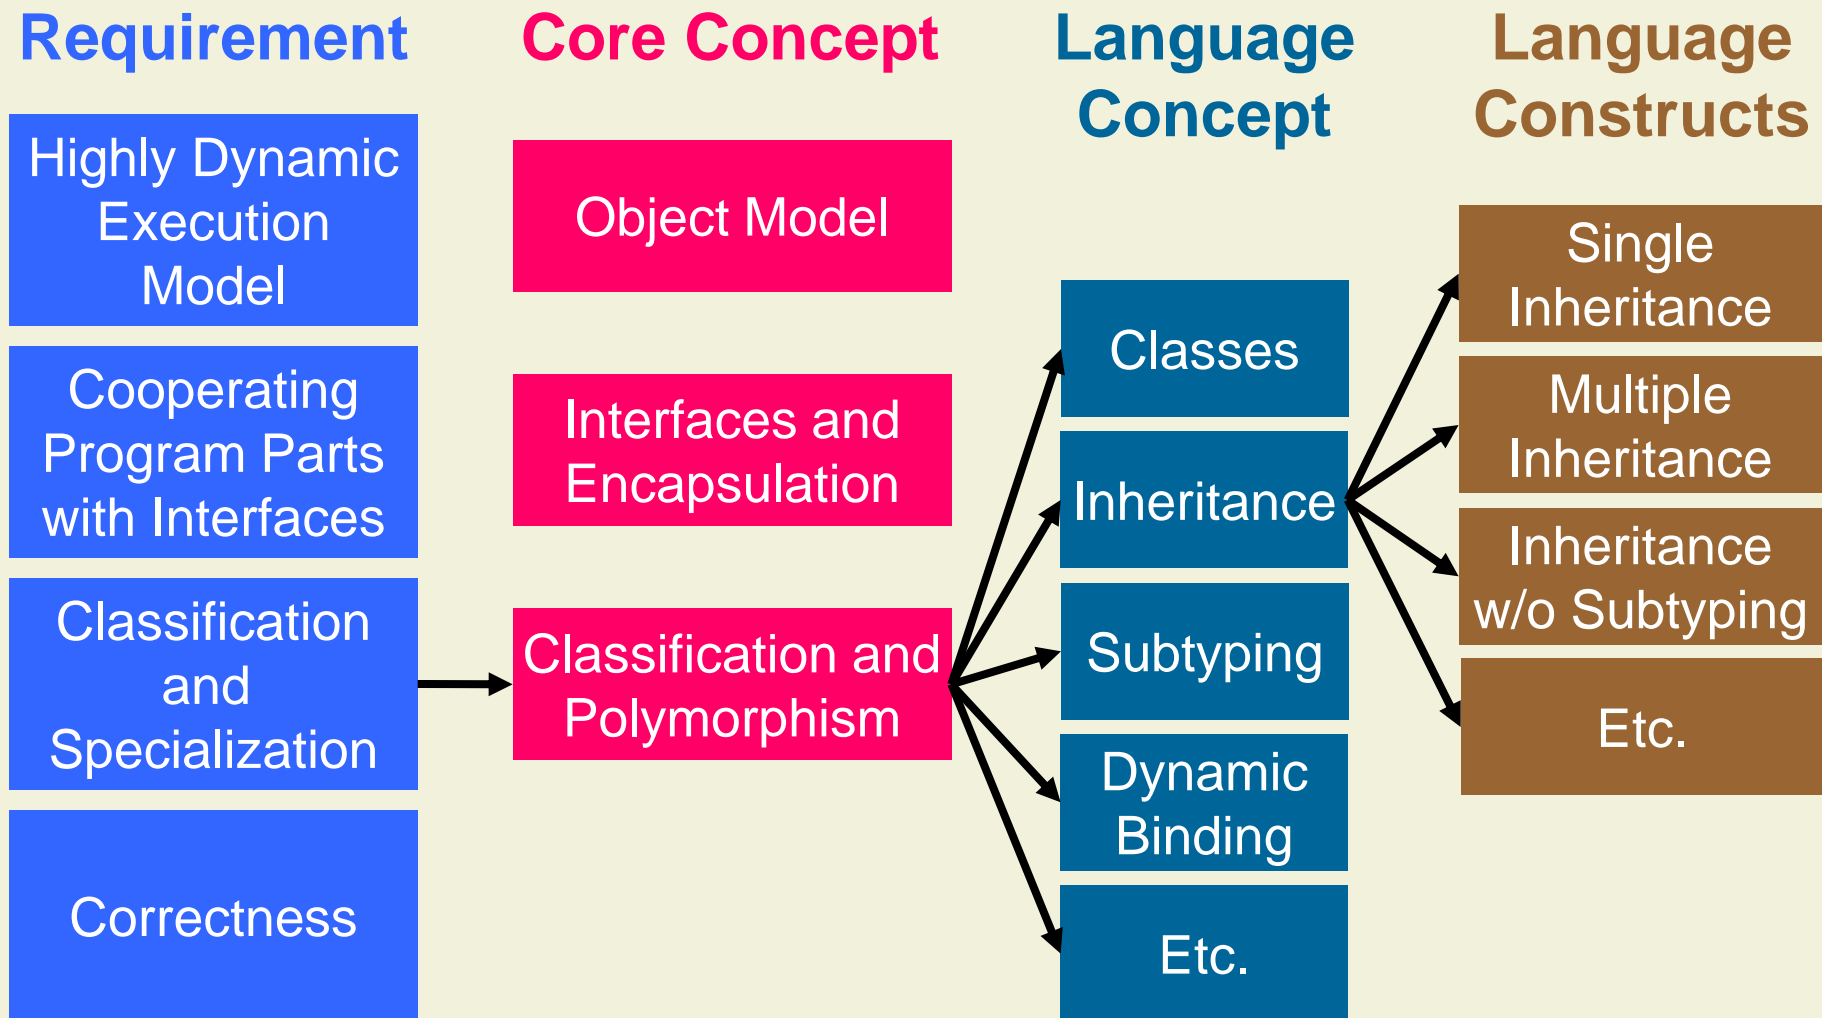 Requirement
Core Concept
Language
Concept
Language
Constructs
Highly Dynamic
Execution
Model
Cooperating
Program Parts
with Interfaces
Classification
and
Specialization
Correctness
Object Model
Interfaces and
Encapsulation
Classification and
Polymorphism
Classes
Inheritance
Subtyping
Dynamic
Binding
Etc.
Single
Inheritance
Multiple
Inheritance
Inheritance
w/o Subtyping
Etc.